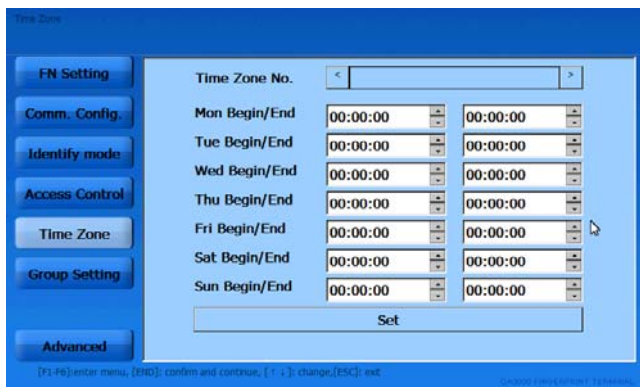 Time Zone
FN Setting
Comm. Config.
Identify mode
Access Control
Time Zone
Group Setting
Advanced
Time Zone No. < >
Mon Begin/End 00:00:00 00:00:00
Tue Begin/End 00:00:00 00:00:00
Wed Begin/End 00:00:00 00:00:00
Thu Begin/End 00:00:00 00:00:00
Fri Begin/End 00:00:00 00:00:00
Sat Begin/End 00:00:00 00:00:00
Sun Begin/End 00:00:00 00:00:00
Set
[F1-F6]:enter menu, [END]: confirm and continue, [ ↑ ↓ ]: change,[ESC]: exit
OA3000 FINGERPRINT TERMINAL